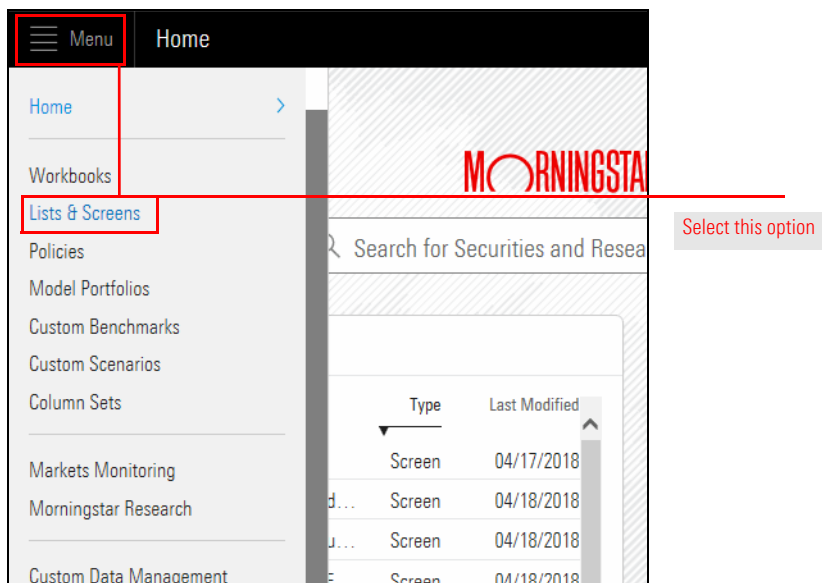 Menu Home
Home
MORNINGSTA
Workbooks
Lists & Screens
Select this option
Search for Securities and Resea
Policies
Model Portfolios
Custom Benchmarks
Custom Scenarios
Column Sets
Type Last Modified
Screen 04/17/2018
Markets Monitoring
d... Screen 04/18/2018
Morningstar Research
u... Screen 04/18/2018
Custom Data Management
Screen 04/18/2018